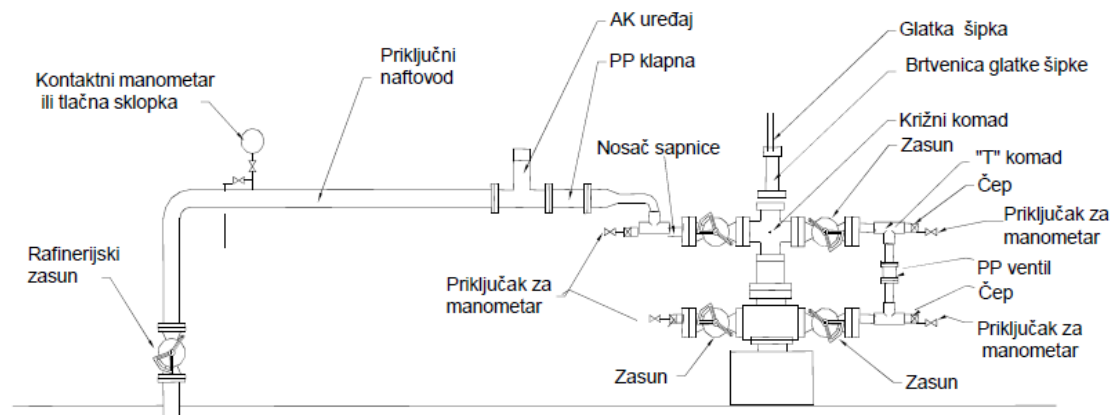 AK uređaj
PP klapna
Priključni
naftovod
Kontaktni manometar
ili tlačna sklopka
Nosač sapnice
Glatka šipka
Brtvenica glatke šipke
Križni komad
Zasun
"T" komad
Čep
Priključak za
manometar
PP ventil
Čep
Priključak za
manometar
Rafinerijski
zasun
Priključak za
manometar
Zasun
Zasun